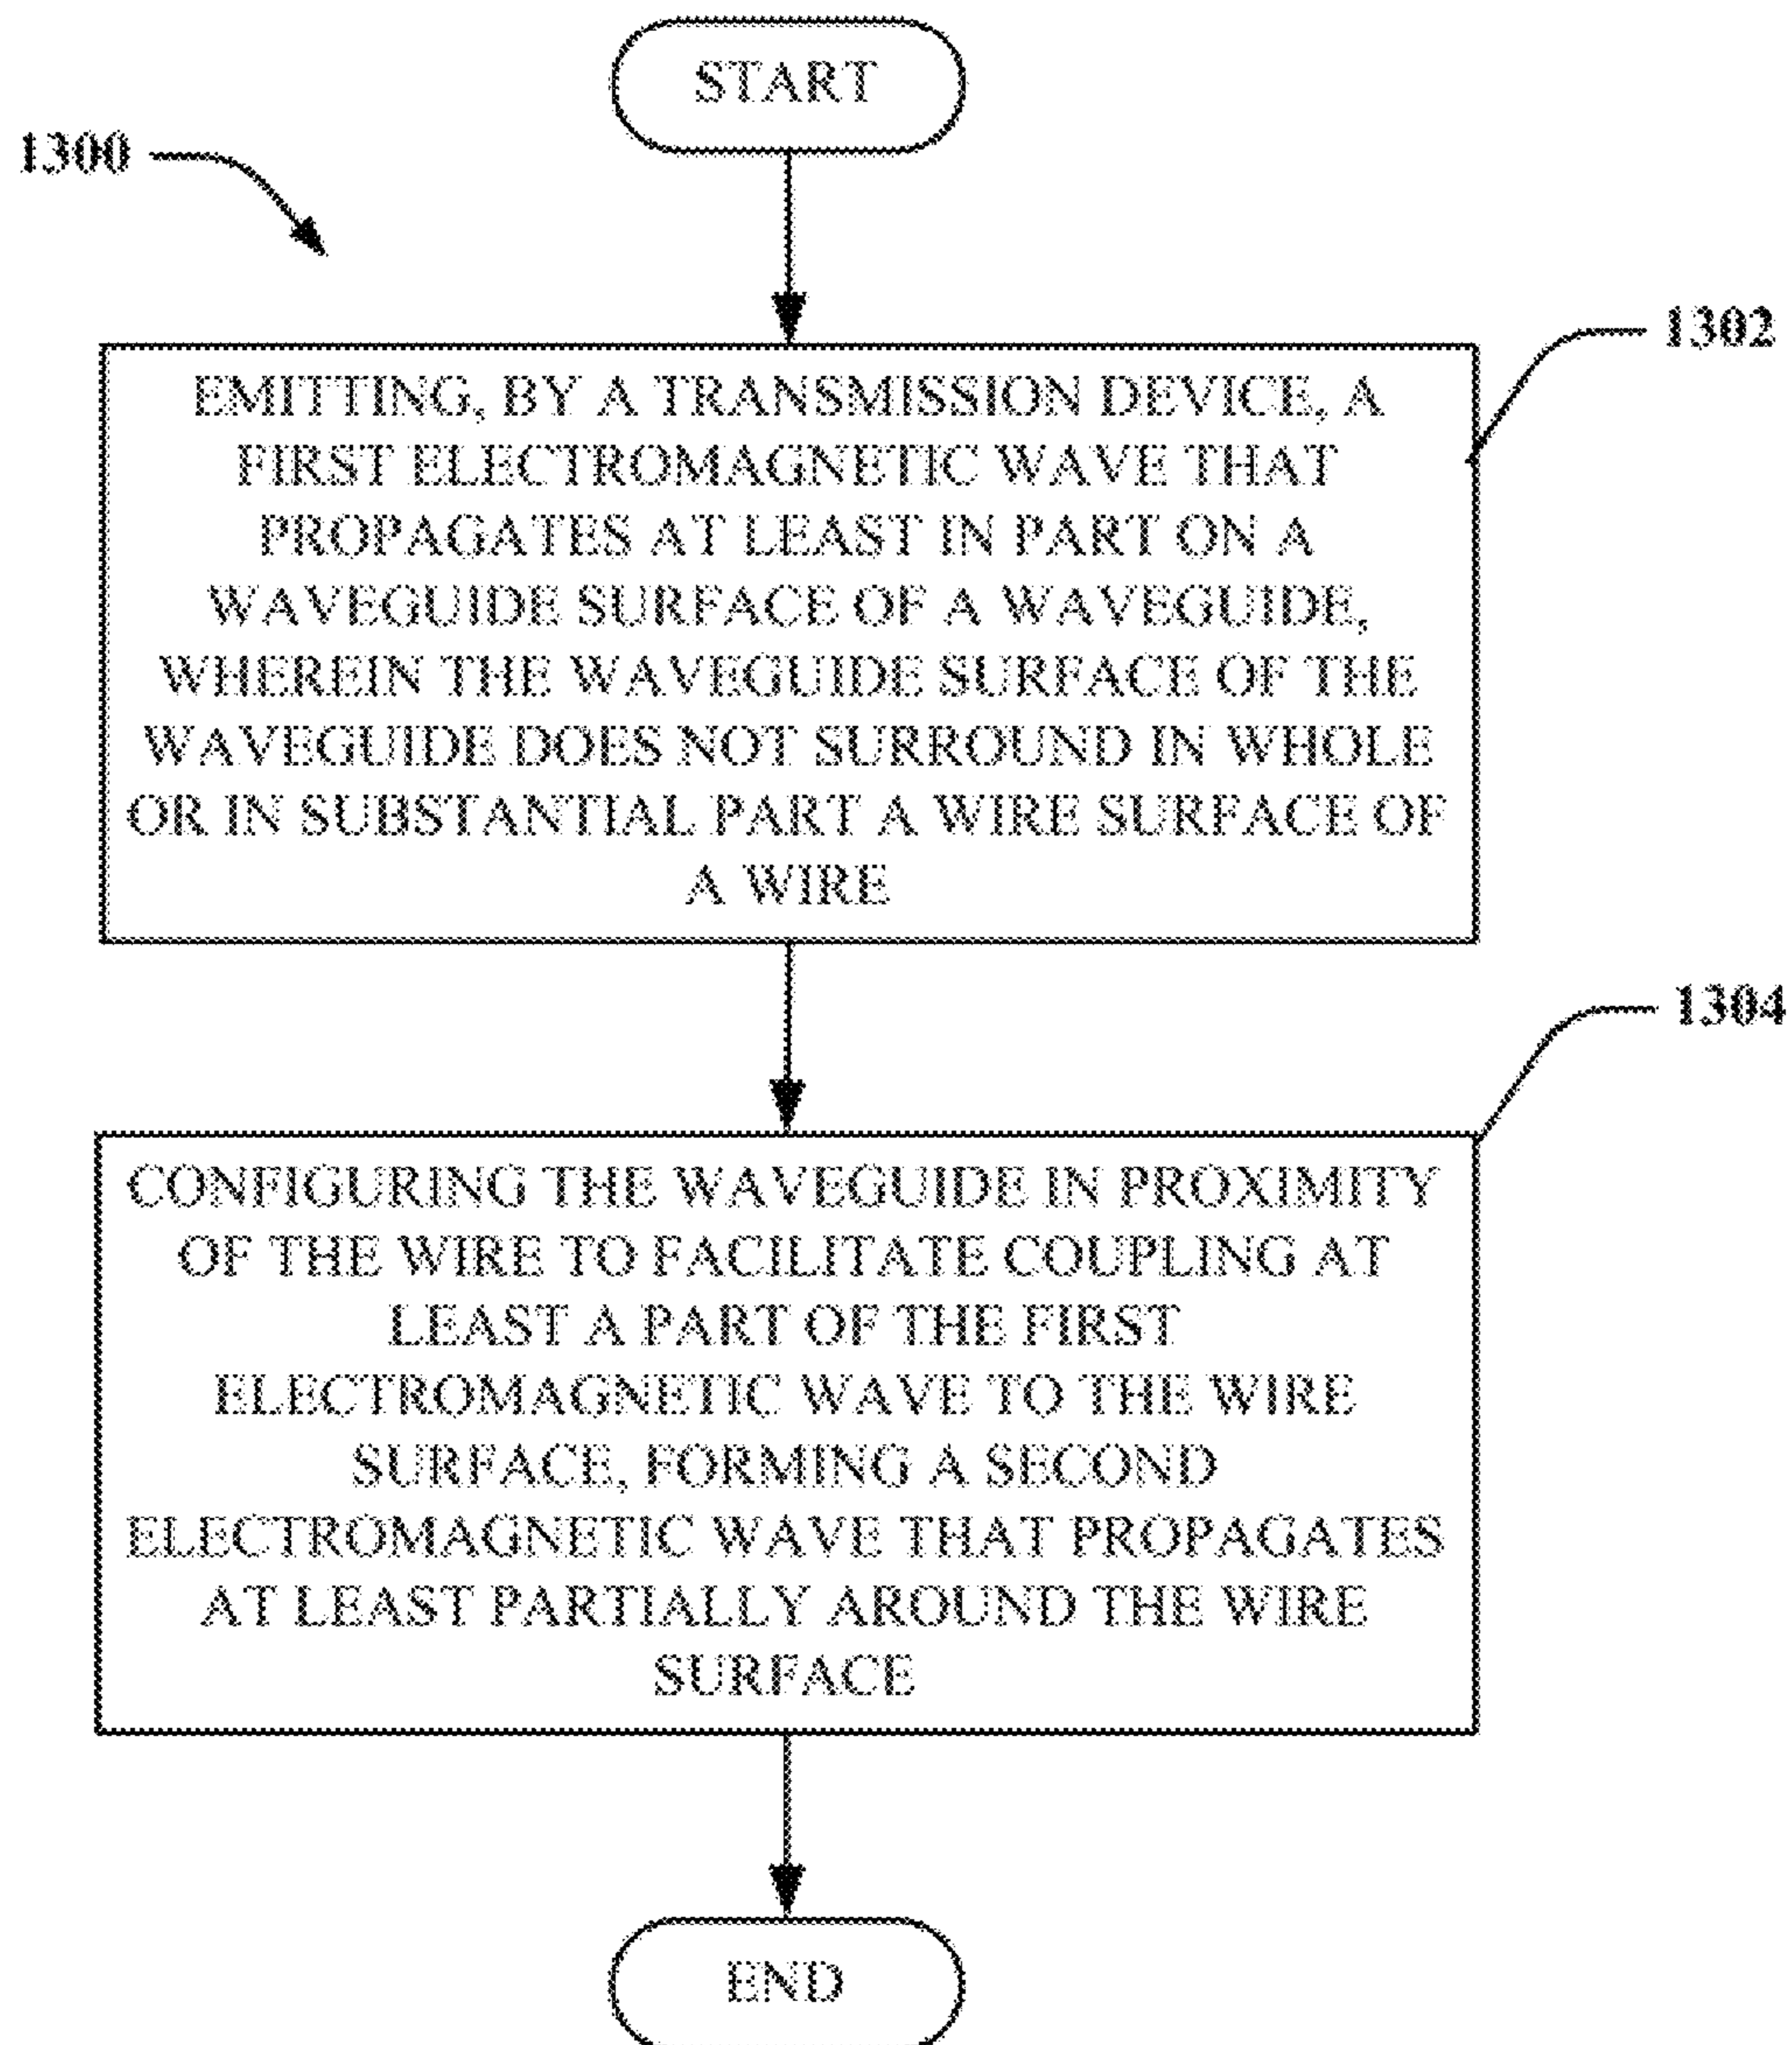 START
1300
1302
EMITTING, BY A TRANSMISSION DEVICE, A
FIRST ELECTROMAGNETIC WAVE THAT
PROPAGATES AT LEAST IN PART ON A
WAVEGUIDE SURFACE OF A WAVEGUIDE,
WHEREIN THE WAVEGUIDE SURFACE OF THE
WAVEGUIDE DOES NOT SURROUND IN WHOLE
OR IN SUBSTANTIAL PART A WIRE SURFACE OF
A WIRE
1304
CONFIGURING THE WAVEGUIDE IN PROXIMITY
OF THE WIRE TO FACILITATE COUPLING AT
LEAST A PART OF THE FIRST
ELECTROMAGNETIC WAVE TO THE WIRE
SURFACE, FORMING A SECOND
ELECTROMAGNETIC WAVE THAT PROPAGATES
AT LEAST PARTIALLY AROUND THE WIRE
SURFACE
END